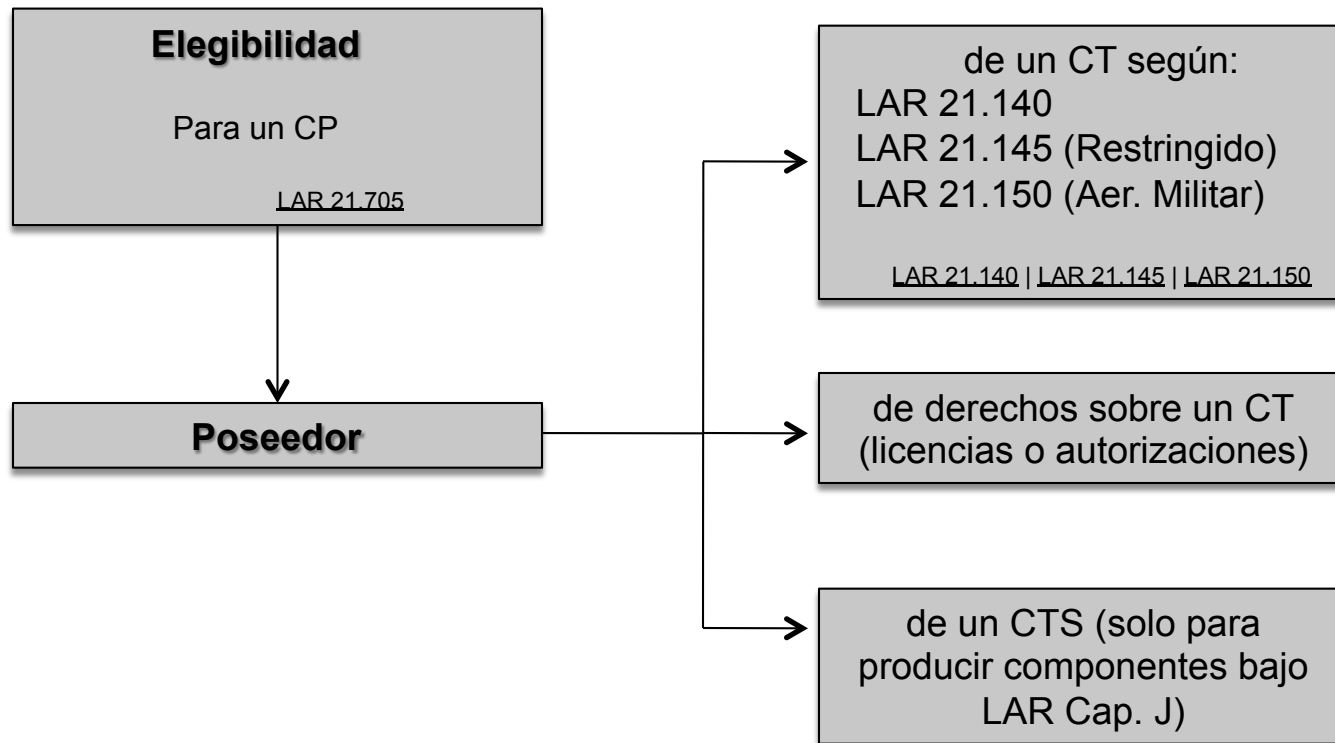 Elegibilidad
Para un CP
LAR 21.705
Poseedor
de un CT según:
LAR 21.140
LAR 21.145 (Restringido)
LAR 21.150 (Aer. Militar)
LAR 21.140 | LAR 21.145 | LAR 21.150
de derechos sobre un CT
(licencias o autorizaciones)
de un CTS (solo para
producir componentes bajo
LAR Cap. J)